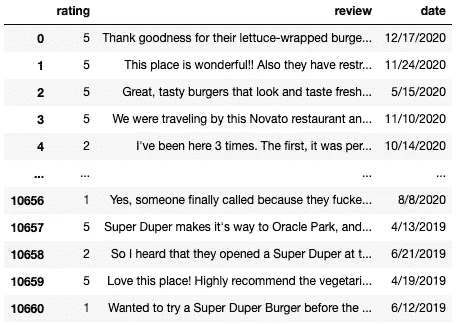 rating review date
0 5 Thank goodness for their lettuce-wrapped burge... 12/17/2020
1 5 This place is wonderful!! Also they have restr... 11/24/2020
2 5 Great, tasty burgers that look and taste fresh... 5/15/2020
3 5 We were traveling by this Novato restaurant an... 11/10/2020
4 2 I've been here 3 times. The first, it was per... 10/14/2020
... ... ... ...
10656 1 Yes, someone finally called because they fucke... 8/8/2020
10657 5 Super Duper makes it's way to Oracle Park, and... 4/13/2019
10658 2 So I heard that they opened a Super Duper at t... 6/21/2019
10659 5 Love this place! Highly recommend the vegetari... 4/19/2019
10660 1 Wanted to try a Super Duper Burger before the ... 6/12/2019